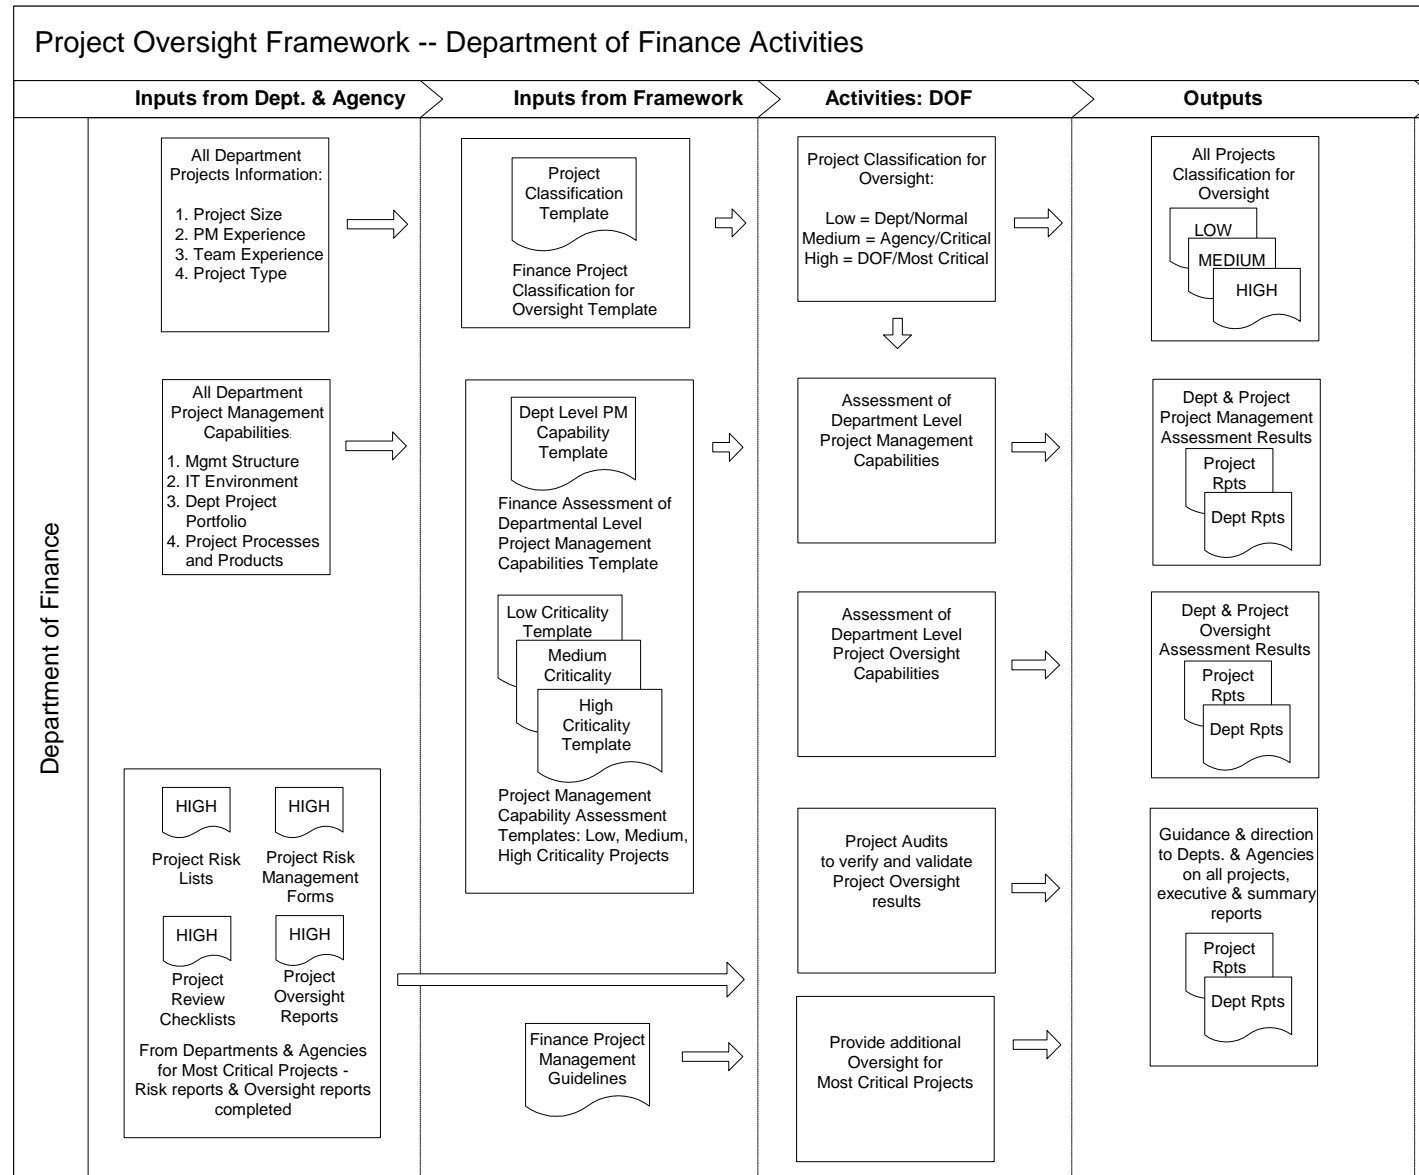 Project Oversight Framework -- Department of Finance Activities
Inputs from Dept. & Agency
Inputs from Framework
Activities: DOF
Outputs
Department of Finance
All Department
Projects Information:
1. Project Size
2. PM Experience
3. Team Experience
4. Project Type
Project
Classification
Template
Finance Project
Classification for
Oversight Template
Project Classification for
Oversight:
Low = Dept/Normal
Medium = Agency/Critical
High = DOF/Most Critical
All Projects
Classification for
Oversight
LOW
MEDIUM
HIGH
All Department
Project Management
Capabilities:
1. Mgmt Structure
2. IT Environment
3. Dept Project
Portfolio
4. Project Processes
and Products
Dept Level PM
Capability
Template
Finance Assessment of
Departmental Level
Project Management
Capabilities Template
Low Criticality
Template
Medium
Criticality
High
Criticality
Template
Project Management
Capability Assessment
Templates: Low, Medium,
High Criticality Projects
Assessment of
Department Level
Project Management
Capabilities
Dept & Project
Project Management
Assessment Results
Project
Rpts
Dept Rpts
Assessment of
Department Level
Project Oversight
Capabilities
Dept & Project
Oversight
Assessment Results
Project
Rpts
Dept Rpts
HIGH
Project Risk
Lists
HIGH
Project Risk
Management
Forms
HIGH
Project
Review
Checklists
HIGH
Project
Oversight
Reports
From Departments & Agencies
for Most Critical Projects -
Risk reports & Oversight reports
completed
Finance Project
Management
Guidelines
Project Audits
to verify and validate
Project Oversight
results
Provide additional
Oversight for
Most Critical Projects
Guidance & direction
to Depts. & Agencies
on all projects,
executive & summary
reports
Project
Rpts
Dept Rpts